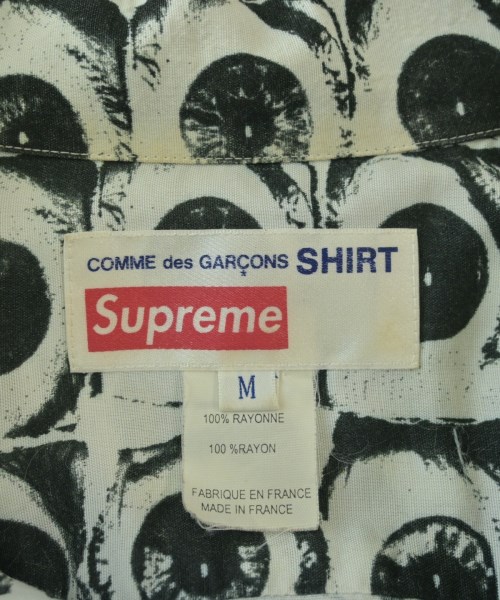 COMME des GARÇONS SHIRT
Supreme
M
100% RAYONNE
100 %RAYON
FABRIQUE EN FRANCE
MADE IN FRANCE